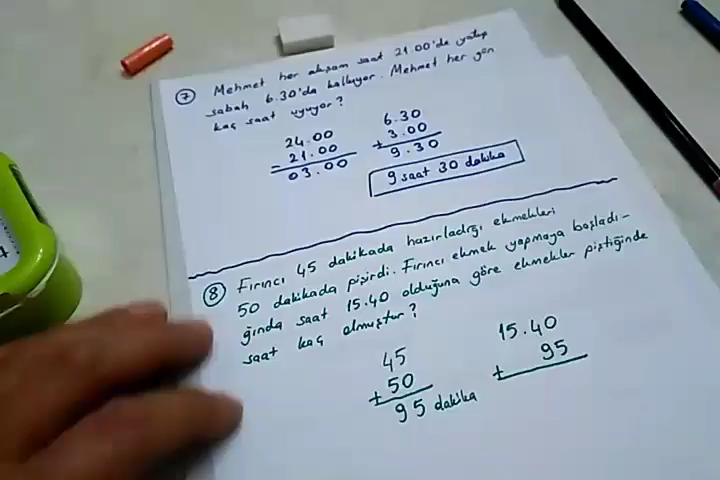 7 Mehmet her akşam saat 21.00'de yatıp
sabah 6.30'da kalkıyor. Mehmet her gün
kaç saat uyuyor?
24.00
- 21.00
03.00
6.30
+ 3.00
9.30
9 saat 30 dakika
8 Fırıncı 45 dakikada hazırladığı ekmekleri
50 dakikada pişirdi. Fırıncı ekmek yapmaya başladı-
ğında saat 15.40 olduğuna göre ekmekler piştiğinde
saat kaç olmuştur?
45
+ 50
95 dakika
15.40
+ 95